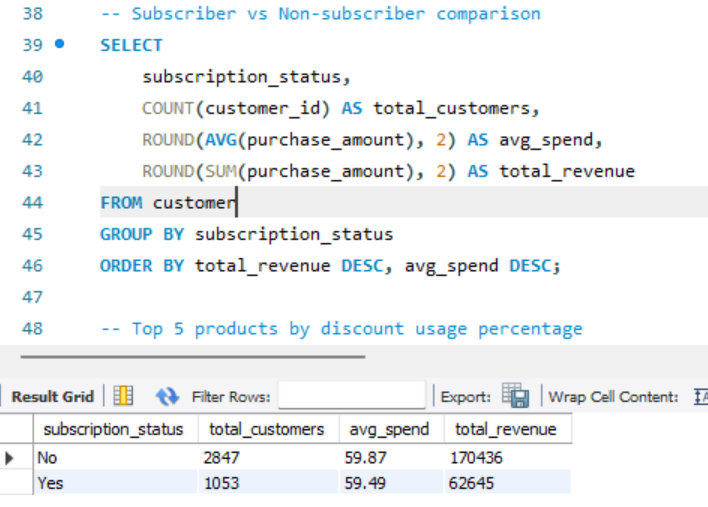 38 -- Subscriber vs Non-subscriber comparison
39 SELECT
40 subscription_status,
41 COUNT(customer_id) AS total_customers,
42 ROUND(AVG(purchase_amount), 2) AS avg_spend,
43 ROUND(SUM(purchase_amount), 2) AS total_revenue
44 FROM customer
45 GROUP BY subscription_status
46 ORDER BY total_revenue DESC, avg_spend DESC;
47
48 -- Top 5 products by discount usage percentage
Result Grid Filter Rows: Export: Wrap Cell Content:
subscription_status total_customers avg_spend total_revenue
No 2847 59.87 170436
Yes 1053 59.49 62645